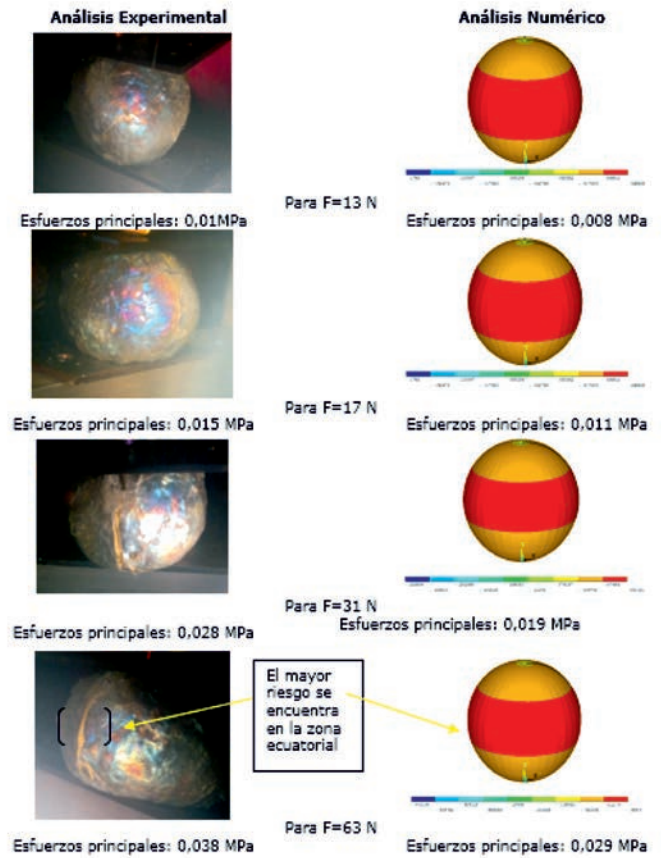 Análisis Experimental
Análisis Numérico
Para F=13 N
Esfuerzos principales: 0,01MPa
Esfuerzos principales: 0,008 MPa
Para F=17 N
Esfuerzos principales: 0,015 MPa
Esfuerzos principales: 0,011 MPa
Para F=31 N
Esfuerzos principales: 0,028 MPa
Esfuerzos principales: 0,019 MPa
El mayor
riesgo se
encuentra
en la zona
ecuatorial
Para F=63 N
Esfuerzos principales: 0,038 MPa
Esfuerzos principales: 0,029 MPa